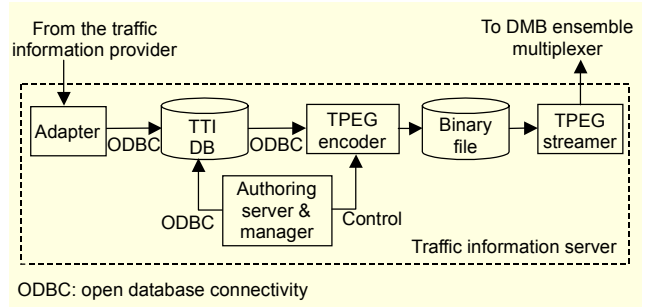 From the traffic
information provider
To DMB ensemble
multiplexer
Adapter
ODBC
TTI
DB
ODBC
TPEG
encoder
Binary
file
TPEG
streamer
ODBC
Authoring
server &
manager
Control
Traffic information server
ODBC: open database connectivity